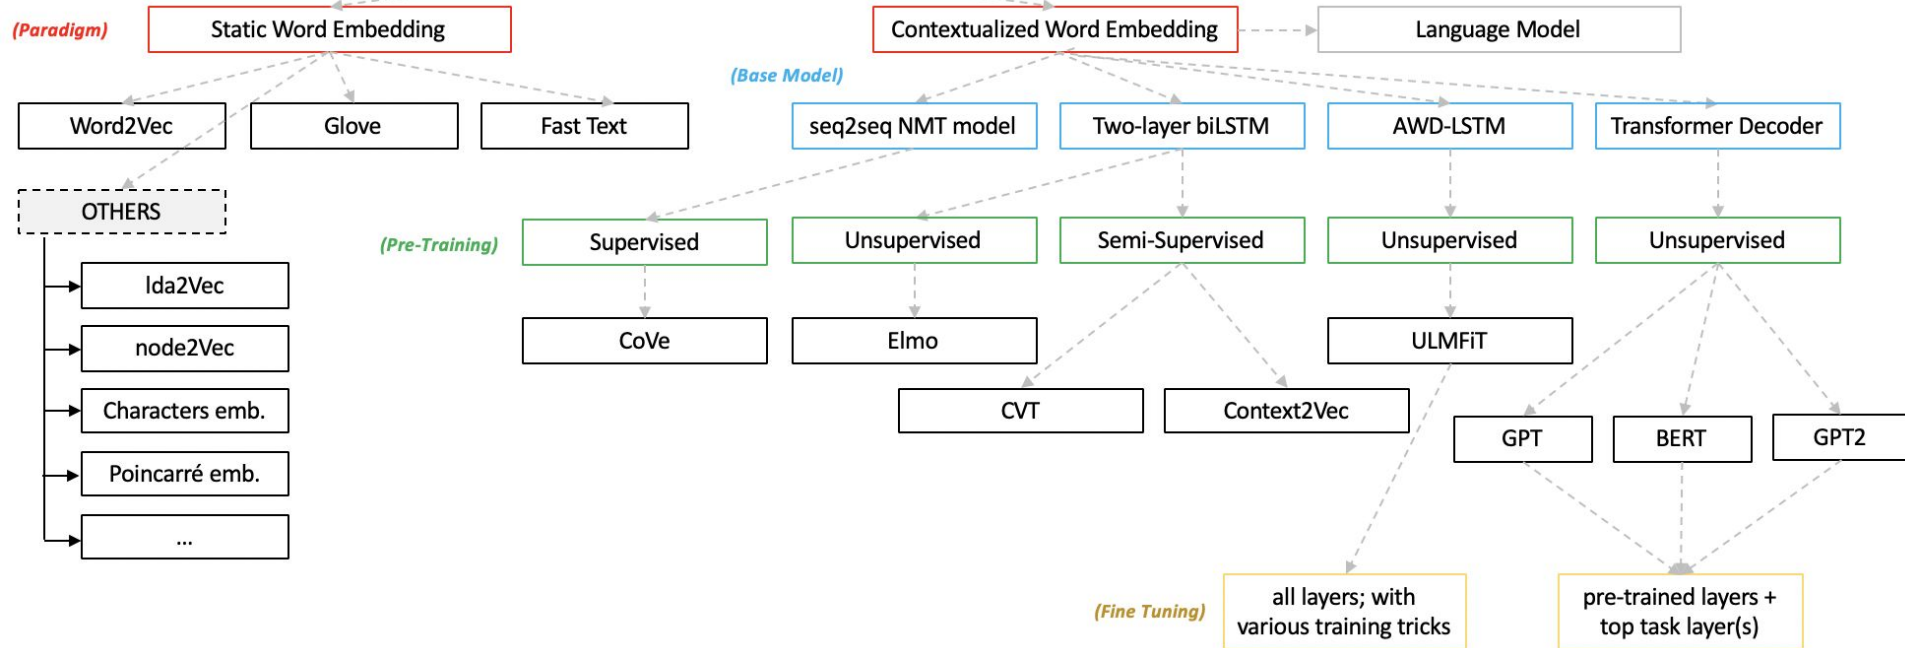 (Paradigm)
Static Word Embedding
Contextualized Word Embedding
Language Model
(Base Model)
Word2Vec
Glove
Fast Text
seq2seq NMT model
Two-layer biLSTM
AWD-LSTM
Transformer Decoder
OTHERS
(Pre-Training)
Supervised
Unsupervised
Semi-Supervised
Unsupervised
Unsupervised
lda2Vec
node2Vec
Characters emb.
Poincarré emb.
...
CoVe
Elmo
ULMFiT
CVT
Context2Vec
GPT
BERT
GPT2
(Fine Tuning)
all layers; with
various training tricks
pre-trained layers +
top task layer(s)